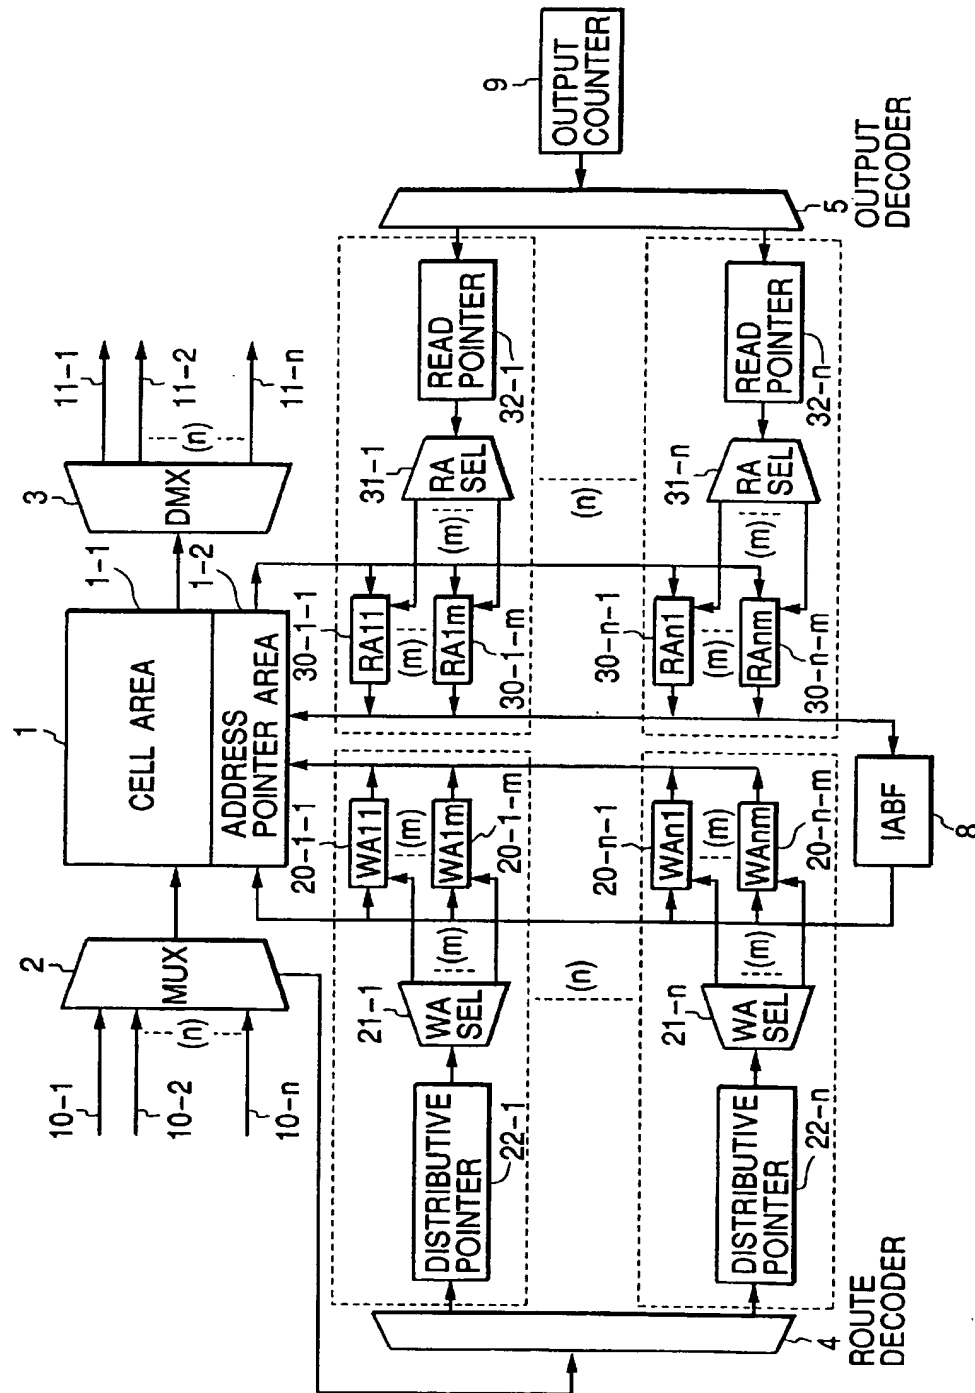 10-1
10-2
(n)
10-n
2
MUX
1
CELL AREA
1-1
ADDRESS
POINTER AREA
1-2
3
DMX
11-1
11-2
(n)
11-n
20-1-1
WA11
(m)
WA1m
20-1-m
30-1-1
RA11
(m)
RA1m
30-1-m
DISTRIBUTIVE
POINTER
22-1
21-1
WA
SEL
(m)
31-1
RA
SEL
(m)
READ
POINTER
32-1
9
OUTPUT
COUNTER
(n)
(n)
20-n-1
WAn1
(m)
WAnm
20-n-m
30-n-1
RAn1
(m)
RAnm
30-n-m
DISTRIBUTIVE
POINTER
22-n
21-n
WA
SEL
(m)
31-n
RA
SEL
(m)
READ
POINTER
32-n
4
ROUTE
DECODER
5
OUTPUT
DECODER
IABF
8